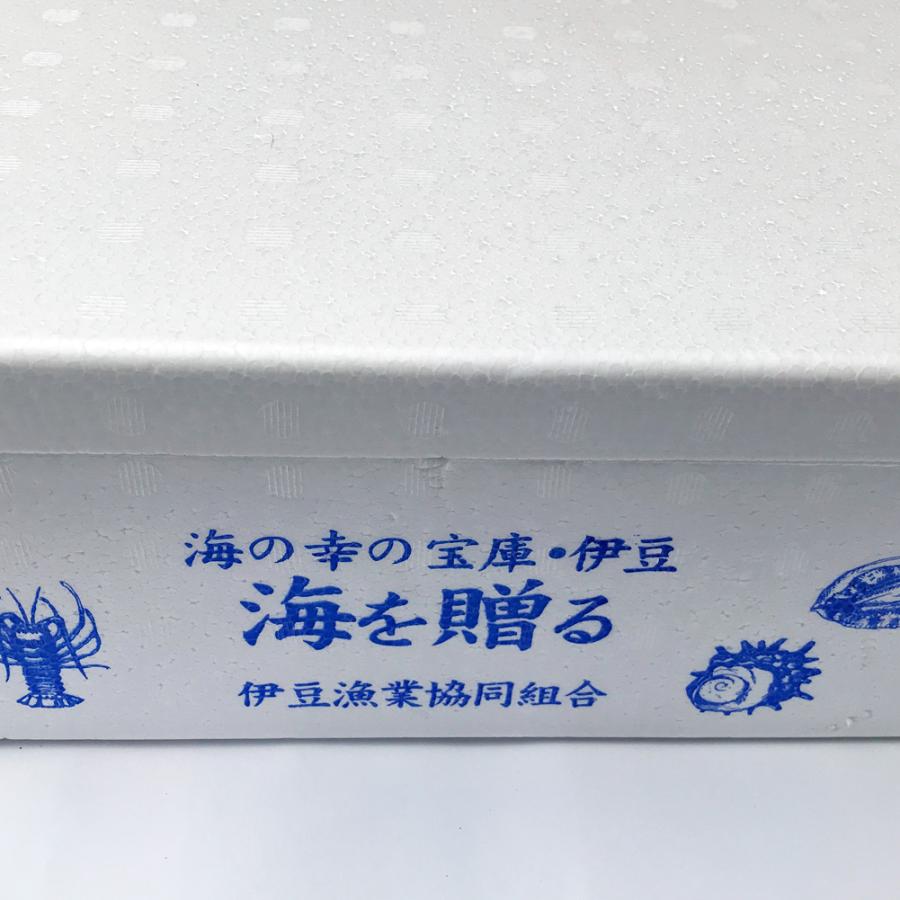 海の幸の宝庫・伊豆
海を贈る
伊豆漁業協同組合